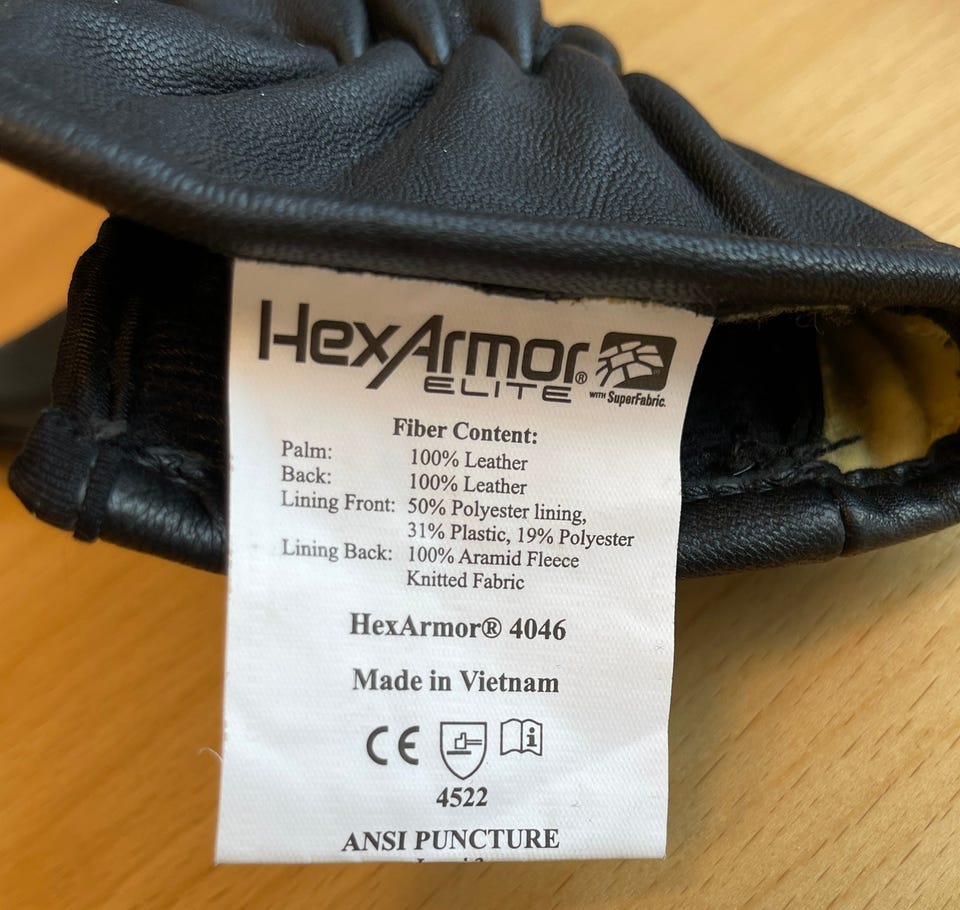 HexArmor®
ELITE
WITH SuperFabric.
Fiber Content:
Palm: 100% Leather
Back: 100% Leather
Lining Front: 50% Polyester lining,
31% Plastic, 19% Polyester
Lining Back: 100% Aramid Fleece
Knitted Fabric
HexArmor® 4046
Made in Vietnam
CE i
4522
ANSI PUNCTURE